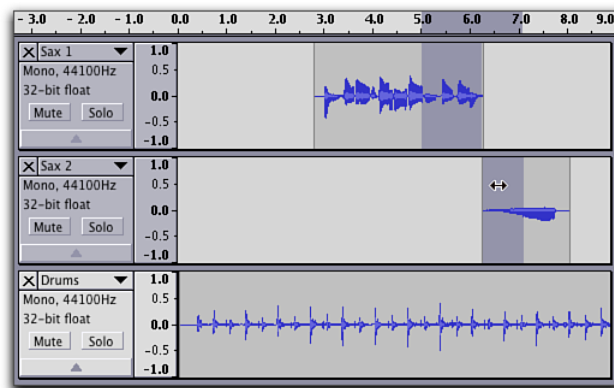 - 3.0 - 2.0 - 1.0 0.0 1.0 2.0 3.0 4.0 5.0 6.0 7.0 8.0 9.0
Sax 1
Mono, 44100Hz
32-bit float
Mute Solo
1.0
0.5
0.0
-0.5
-1.0
Sax 2
Mono, 44100Hz
32-bit float
Mute Solo
1.0
0.5
0.0
-0.5
-1.0
Drums
Mono, 44100Hz
32-bit float
Mute Solo
1.0
0.5
0.0
-0.5
-1.0